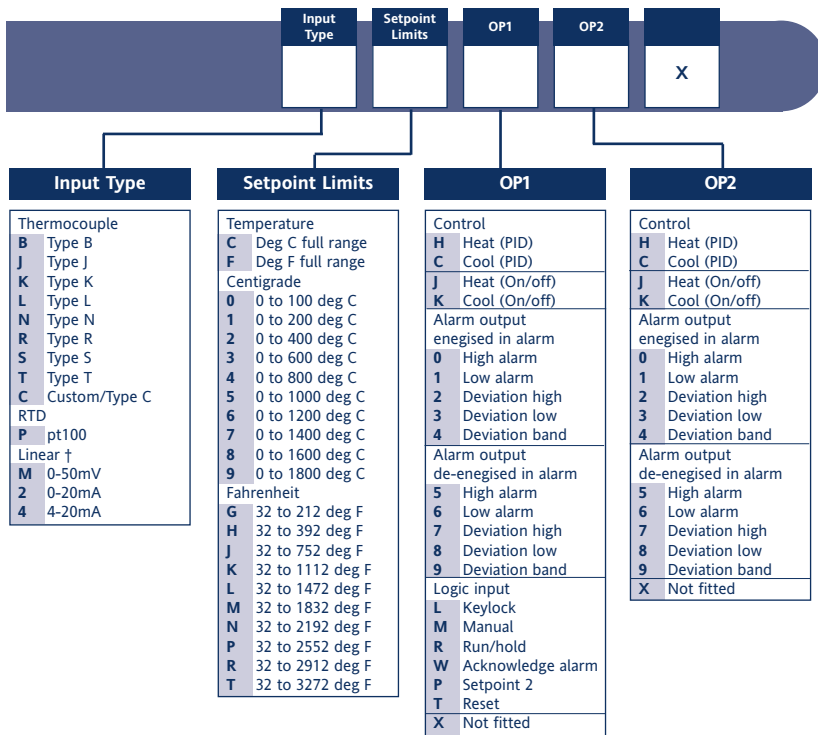 Input Type
Setpoint Limits
OP1
OP2
X
Input Type
Thermocouple
B Type B
J Type J
K Type K
L Type L
N Type N
R Type R
S Type S
T Type T
C Custom/Type C
RTD
P pt100
Linear †
M 0-50mV
2 0-20mA
4 4-20mA
Setpoint Limits
Temperature
C Deg C full range
F Deg F full range
Centigrade
0 0 to 100 deg C
1 0 to 200 deg C
2 0 to 400 deg C
3 0 to 600 deg C
4 0 to 800 deg C
5 0 to 1000 deg C
6 0 to 1200 deg C
7 0 to 1400 deg C
8 0 to 1600 deg C
9 0 to 1800 deg C
Fahrenheit
G 32 to 212 deg F
H 32 to 392 deg F
J 32 to 752 deg F
K 32 to 1112 deg F
L 32 to 1472 deg F
M 32 to 1832 deg F
N 32 to 2192 deg F
P 32 to 2552 deg F
R 32 to 2912 deg F
T 32 to 3272 deg F
OP1
Control
H Heat (PID)
C Cool (PID)
J Heat (On/off)
K Cool (On/off)
Alarm output
enegised in alarm
0 High alarm
1 Low alarm
2 Deviation high
3 Deviation low
4 Deviation band
Alarm output
de-enegised in alarm
5 High alarm
6 Low alarm
7 Deviation high
8 Deviation low
9 Deviation band
Logic input
L Keylock
M Manual
R Run/hold
W Acknowledge alarm
P Setpoint 2
T Reset
X Not fitted
OP2
Control
H Heat (PID)
C Cool (PID)
J Heat (On/off)
K Cool (On/off)
Alarm output
enegised in alarm
0 High alarm
1 Low alarm
2 Deviation high
3 Deviation low
4 Deviation band
Alarm output
de-enegised in alarm
5 High alarm
6 Low alarm
7 Deviation high
8 Deviation low
9 Deviation band
X Not fitted